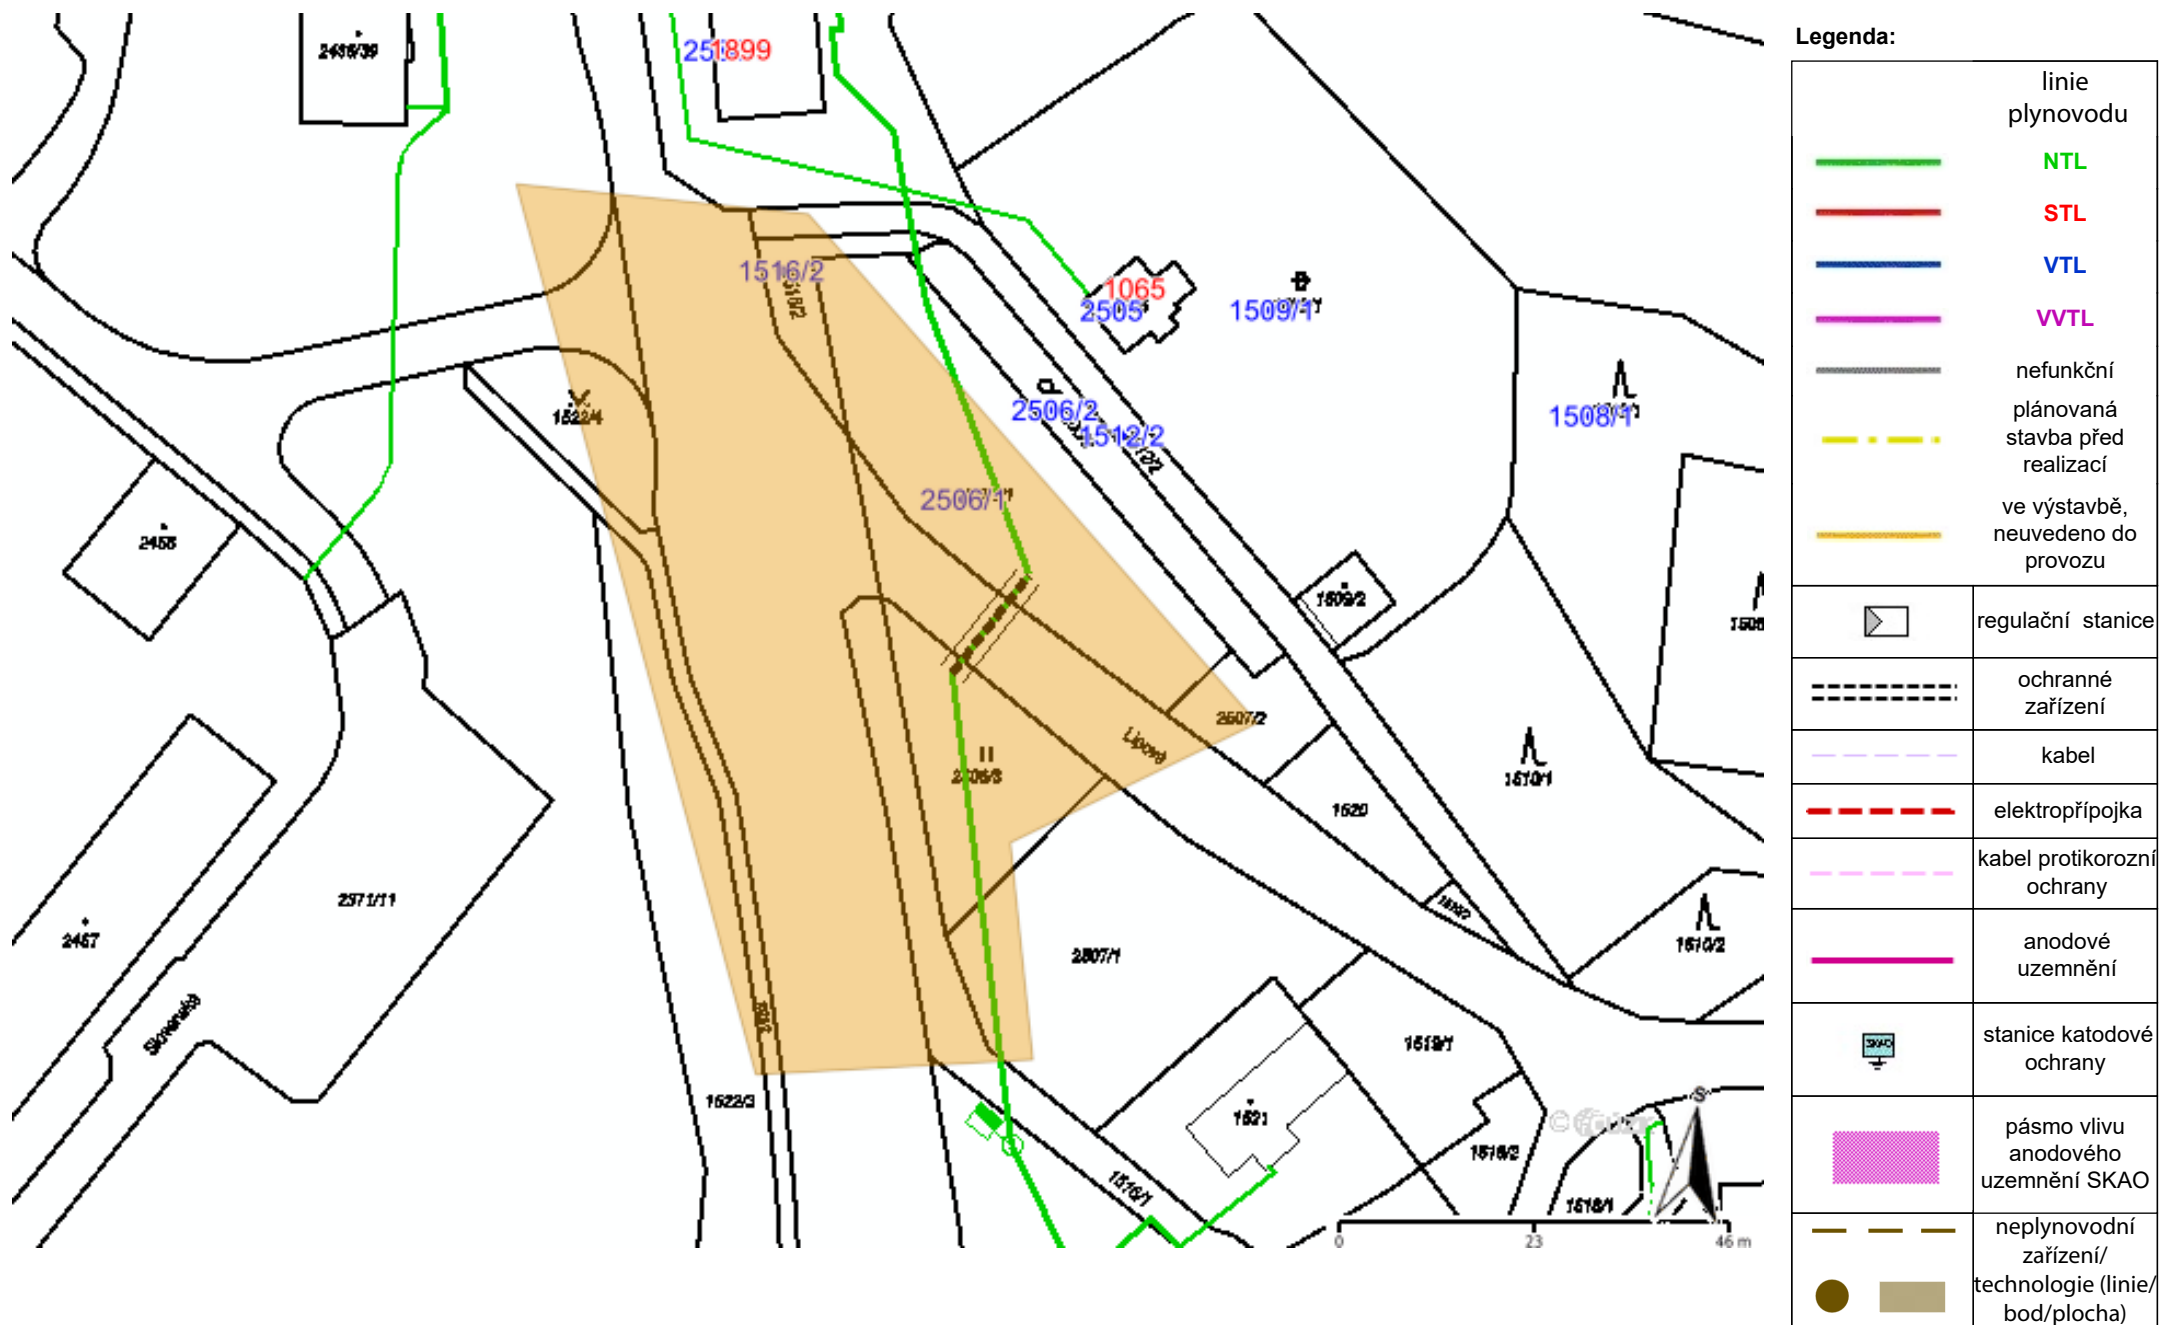 Legenda:
linie
plynovodu
NTL
STL
VTL
VVTL
nefunkční
plánovaná
stavba před
realizací
ve výstavbě,
neuvedeno do
provozu
regulační stanice
ochranné
zařízení
kabel
elektropřípojka
kabel protikorozní
ochrany
anodové
uzemnění
SKAO
stanice katodové
ochrany
pásmo vlivu
anodového
uzemnění SKAO
neplynovodní
zařízení/
technologie (linie/
bod/plocha)
1899
1516/2
1065
2505
1509/1
2506/2
1512/2
1508/1
1522/4
2506/1
2458
1509/2
2507/2
Lipová
1520
1510/1
2371/11
2457
2507/1
1510/2
Slovenská
1519/1
1522/3
1521
1516/1
1518/1
S
0 23 46 m